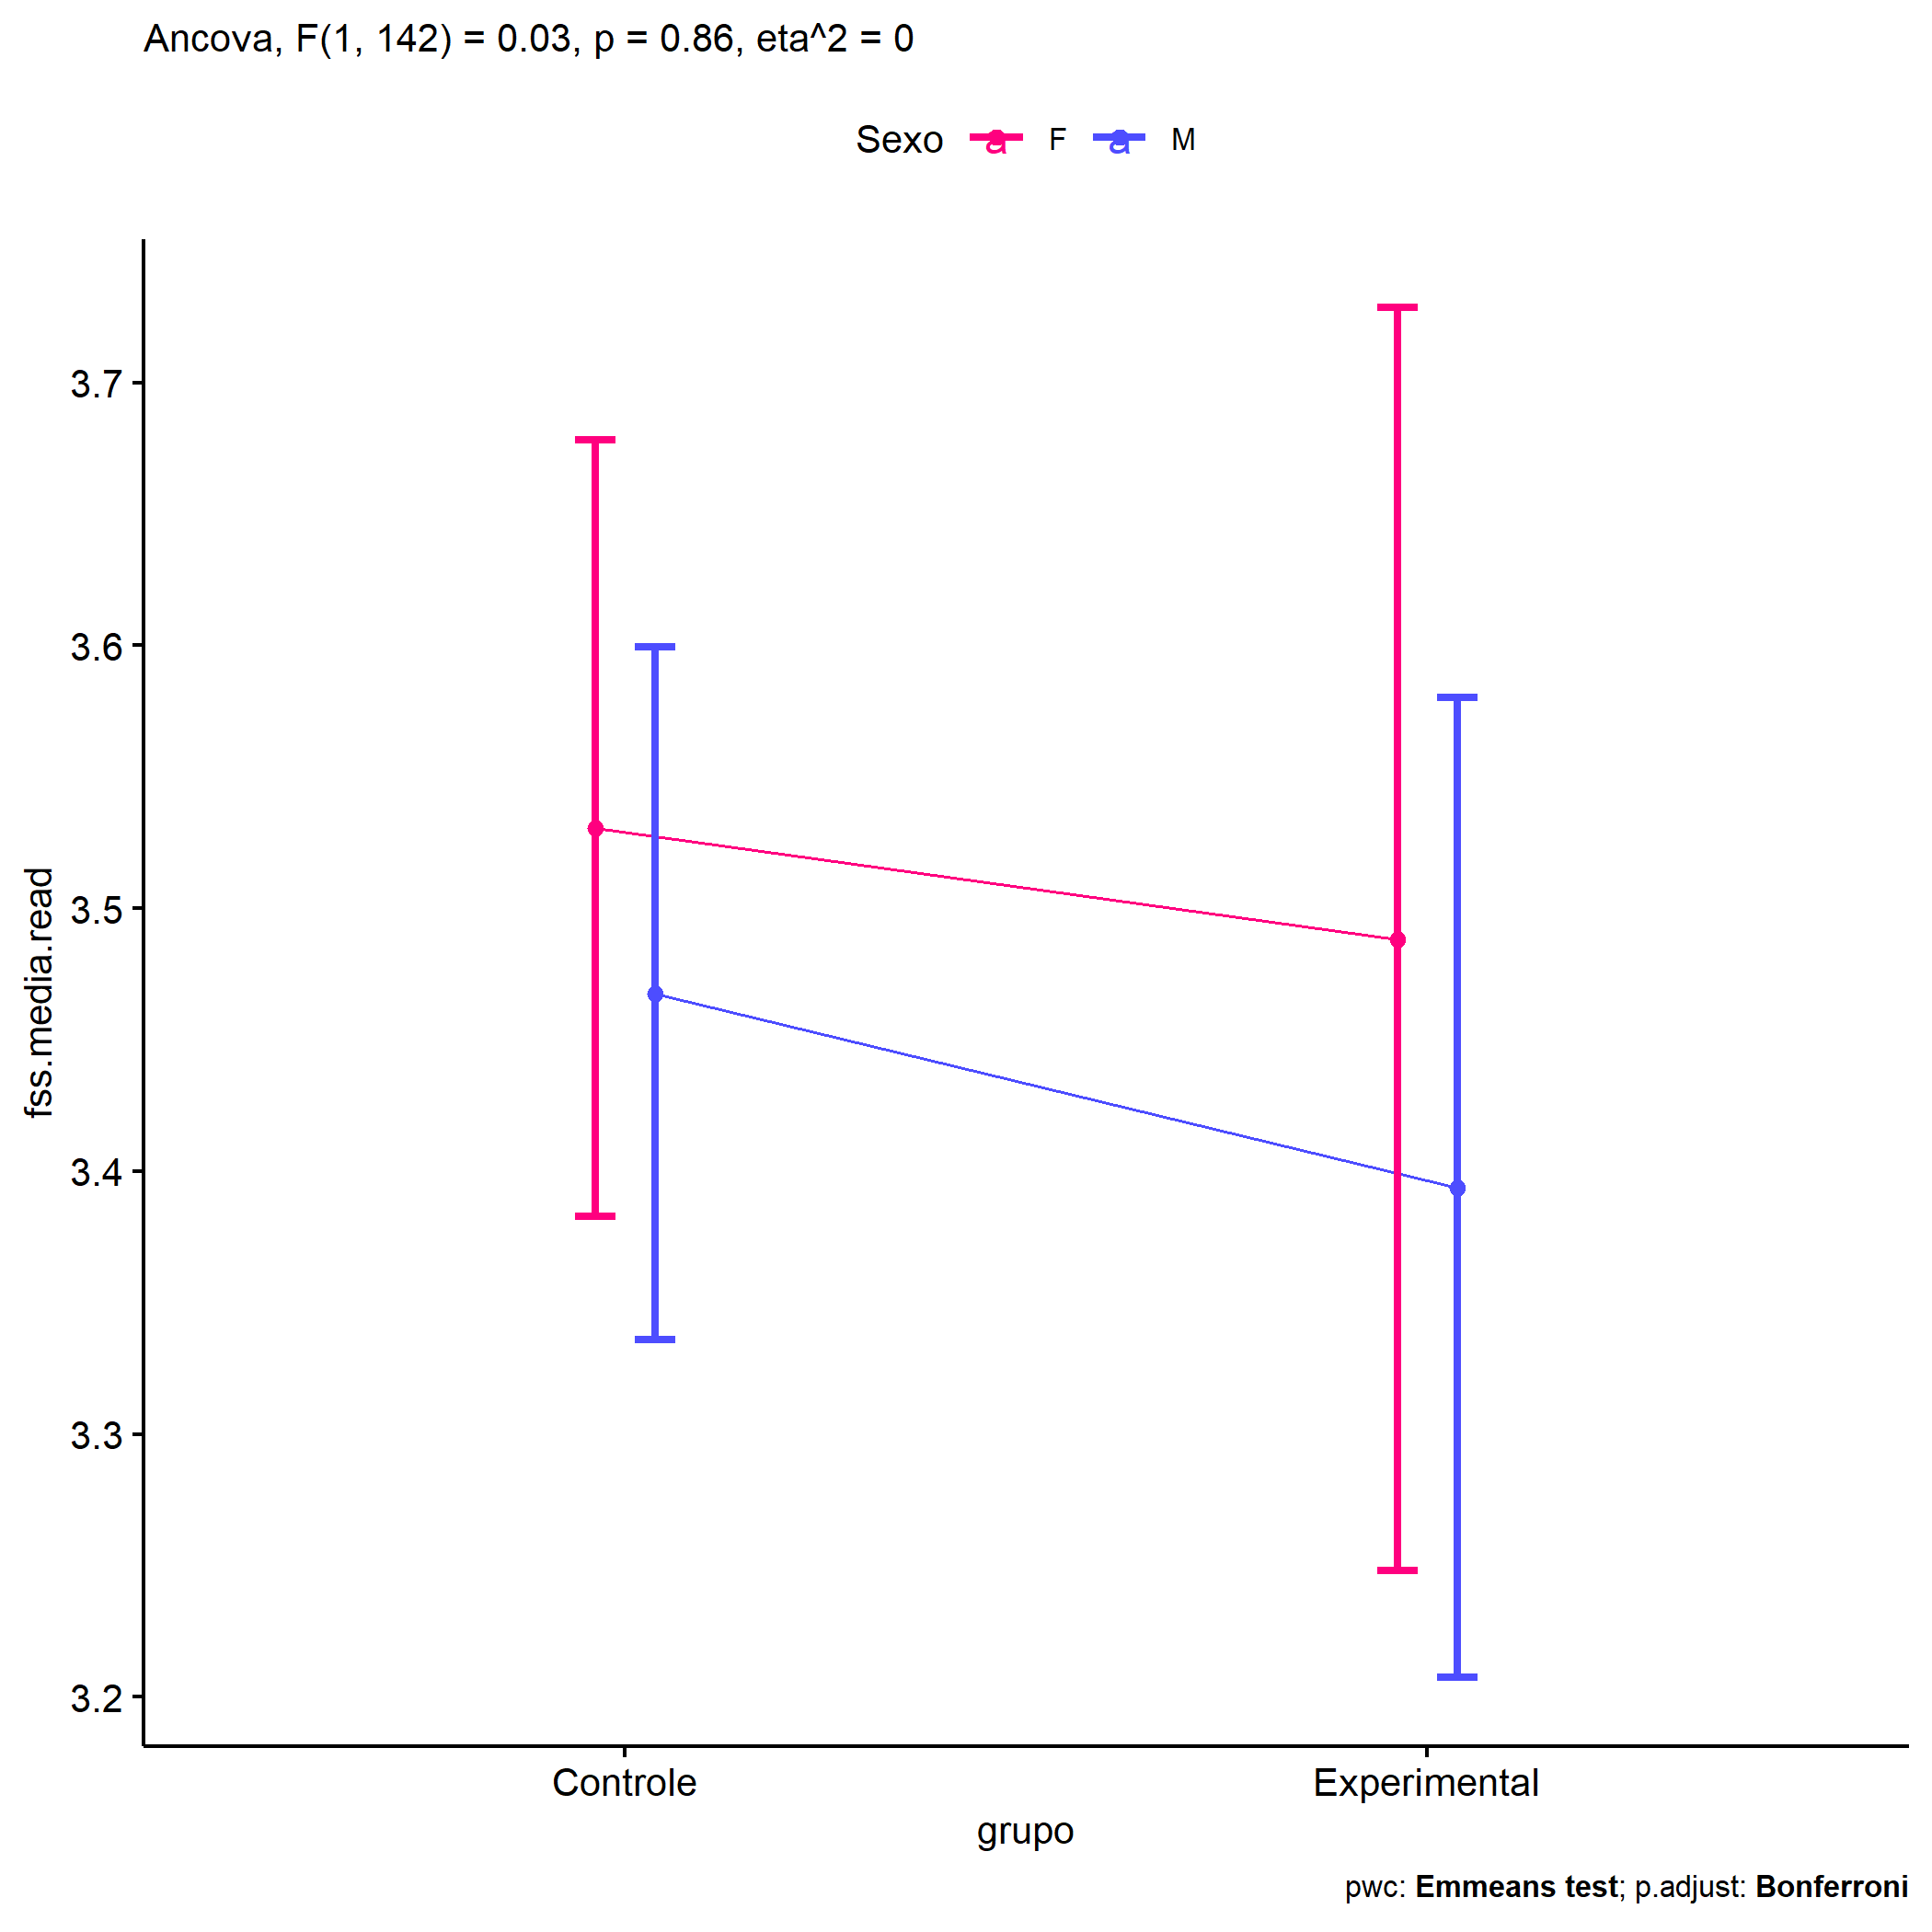 Ancova, F(1, 142) = 0.03, p = 0.86, eta^2 = 0
Sexo a F a M
fss.media.read
3.7
3.6
3.5
3.4
3.3
3.2
Controle Experimental
grupo
pwc: Emmeans test; p.adjust: Bonferroni